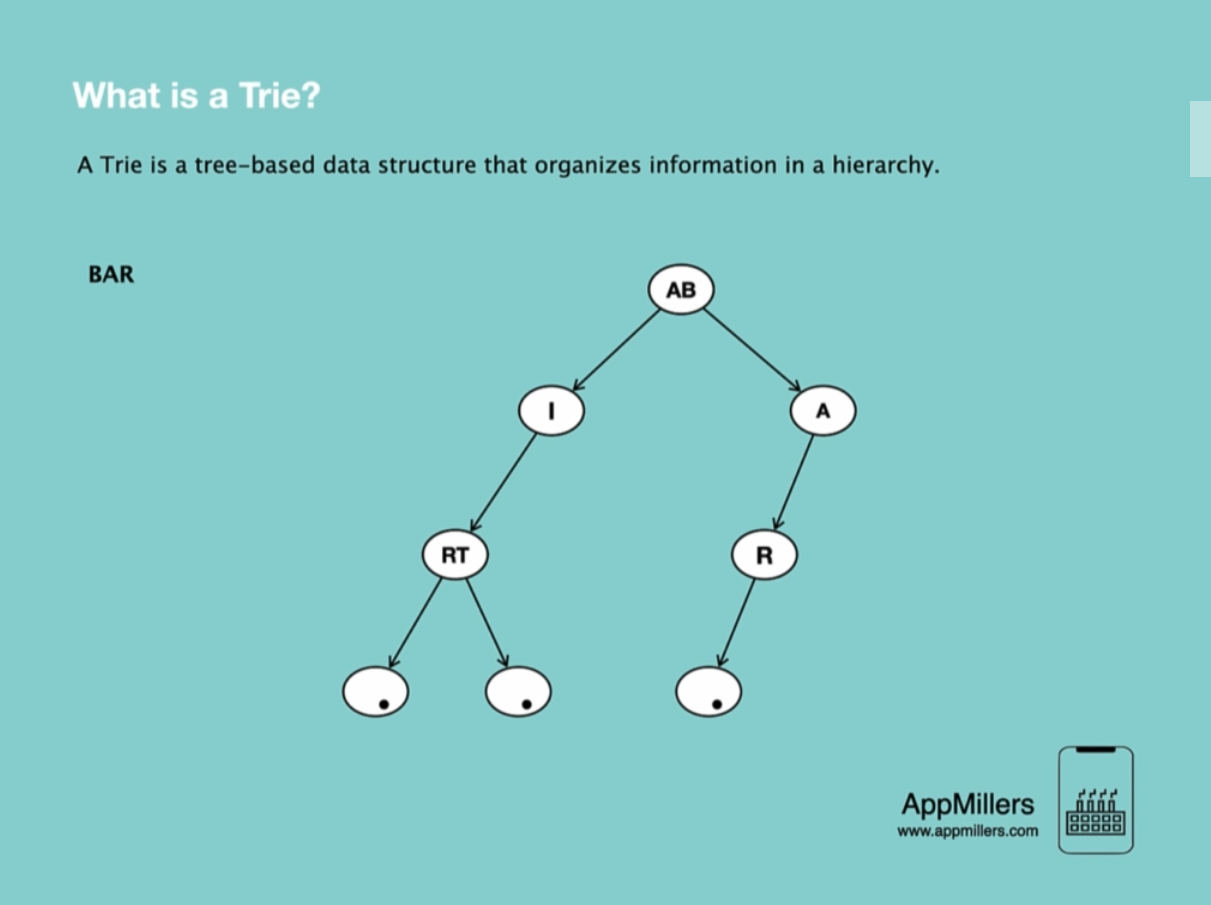 What is a Trie?
A Trie is a tree-based data structure that organizes information in a hierarchy.
BAR
AB
I
A
RT
R
AppMillers
www.appmillers.com